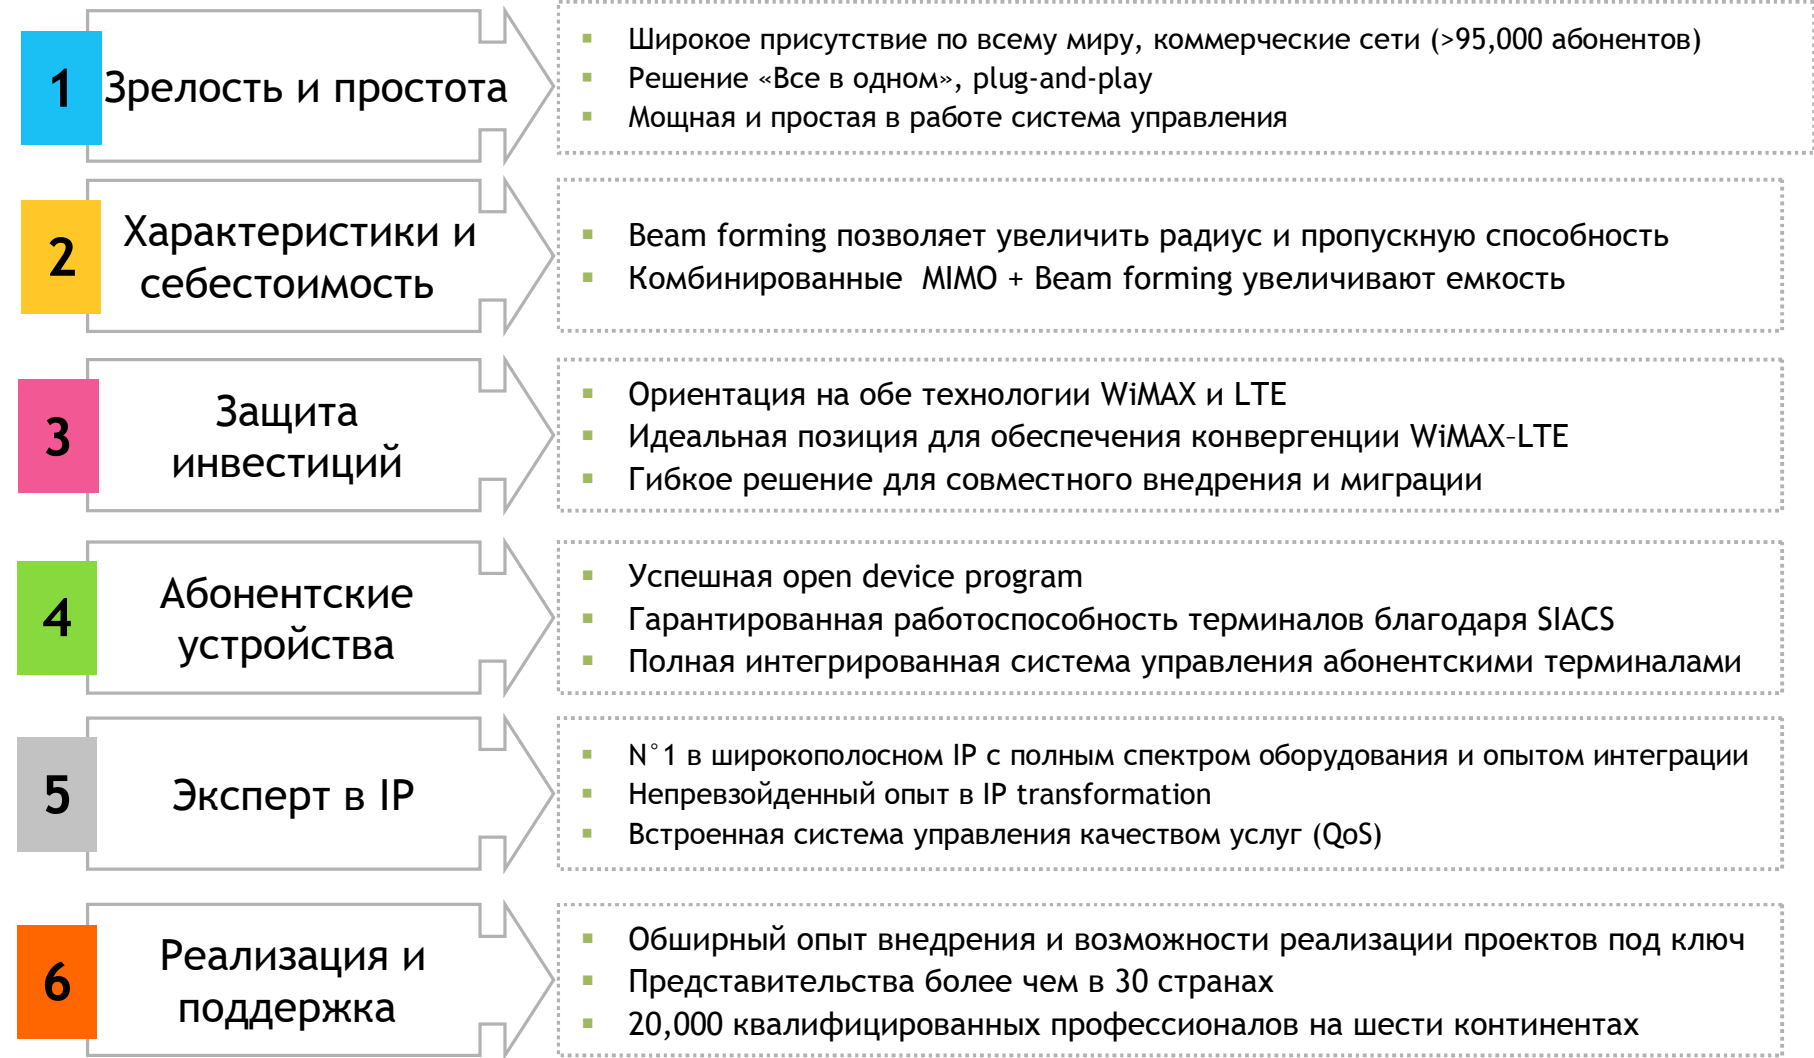 1
Зрелость и простота
Широкое присутствие по всему миру, коммерческие сети (>95,000 абонентов)
Решение «Все в одном», plug-and-play
Мощная и простая в работе система управления
2
Характеристики и
себестоимость
Beam forming позволяет увеличить радиус и пропускную способность
Комбинированные MIMO + Beam forming увеличивают емкость
3
Защита
инвестиций
Ориентация на обе технологии WiMAX и LTE
Идеальная позиция для обеспечения конвергенции WiMAX-LTE
Гибкое решение для совместного внедрения и миграции
4
Абонентские
устройства
Успешная open device program
Гарантированная работоспособность терминалов благодаря SIACS
Полная интегрированная система управления абонентскими терминалами
5
Эксперт в IP
N°1 в широкополосном IP с полным спектром оборудования и опытом интеграции
Непревзойденный опыт в IP transformation
Встроенная система управления качеством услуг (QoS)
6
Реализация и
поддержка
Обширный опыт внедрения и возможности реализации проектов под ключ
Представительства более чем в 30 странах
20,000 квалифицированных профессионалов на шести континентах